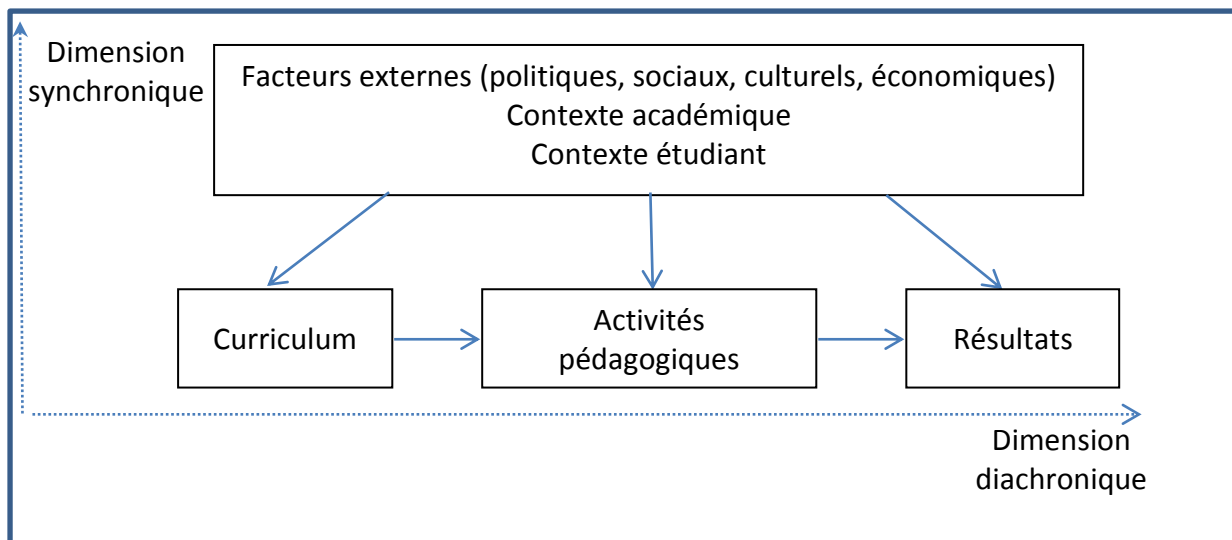 Dimension
synchronique
Facteurs externes (politiques, sociaux, culturels, économiques)
Contexte académique
Contexte étudiant
Curriculum
Activités
pédagogiques
Résultats
Dimension
diachronique